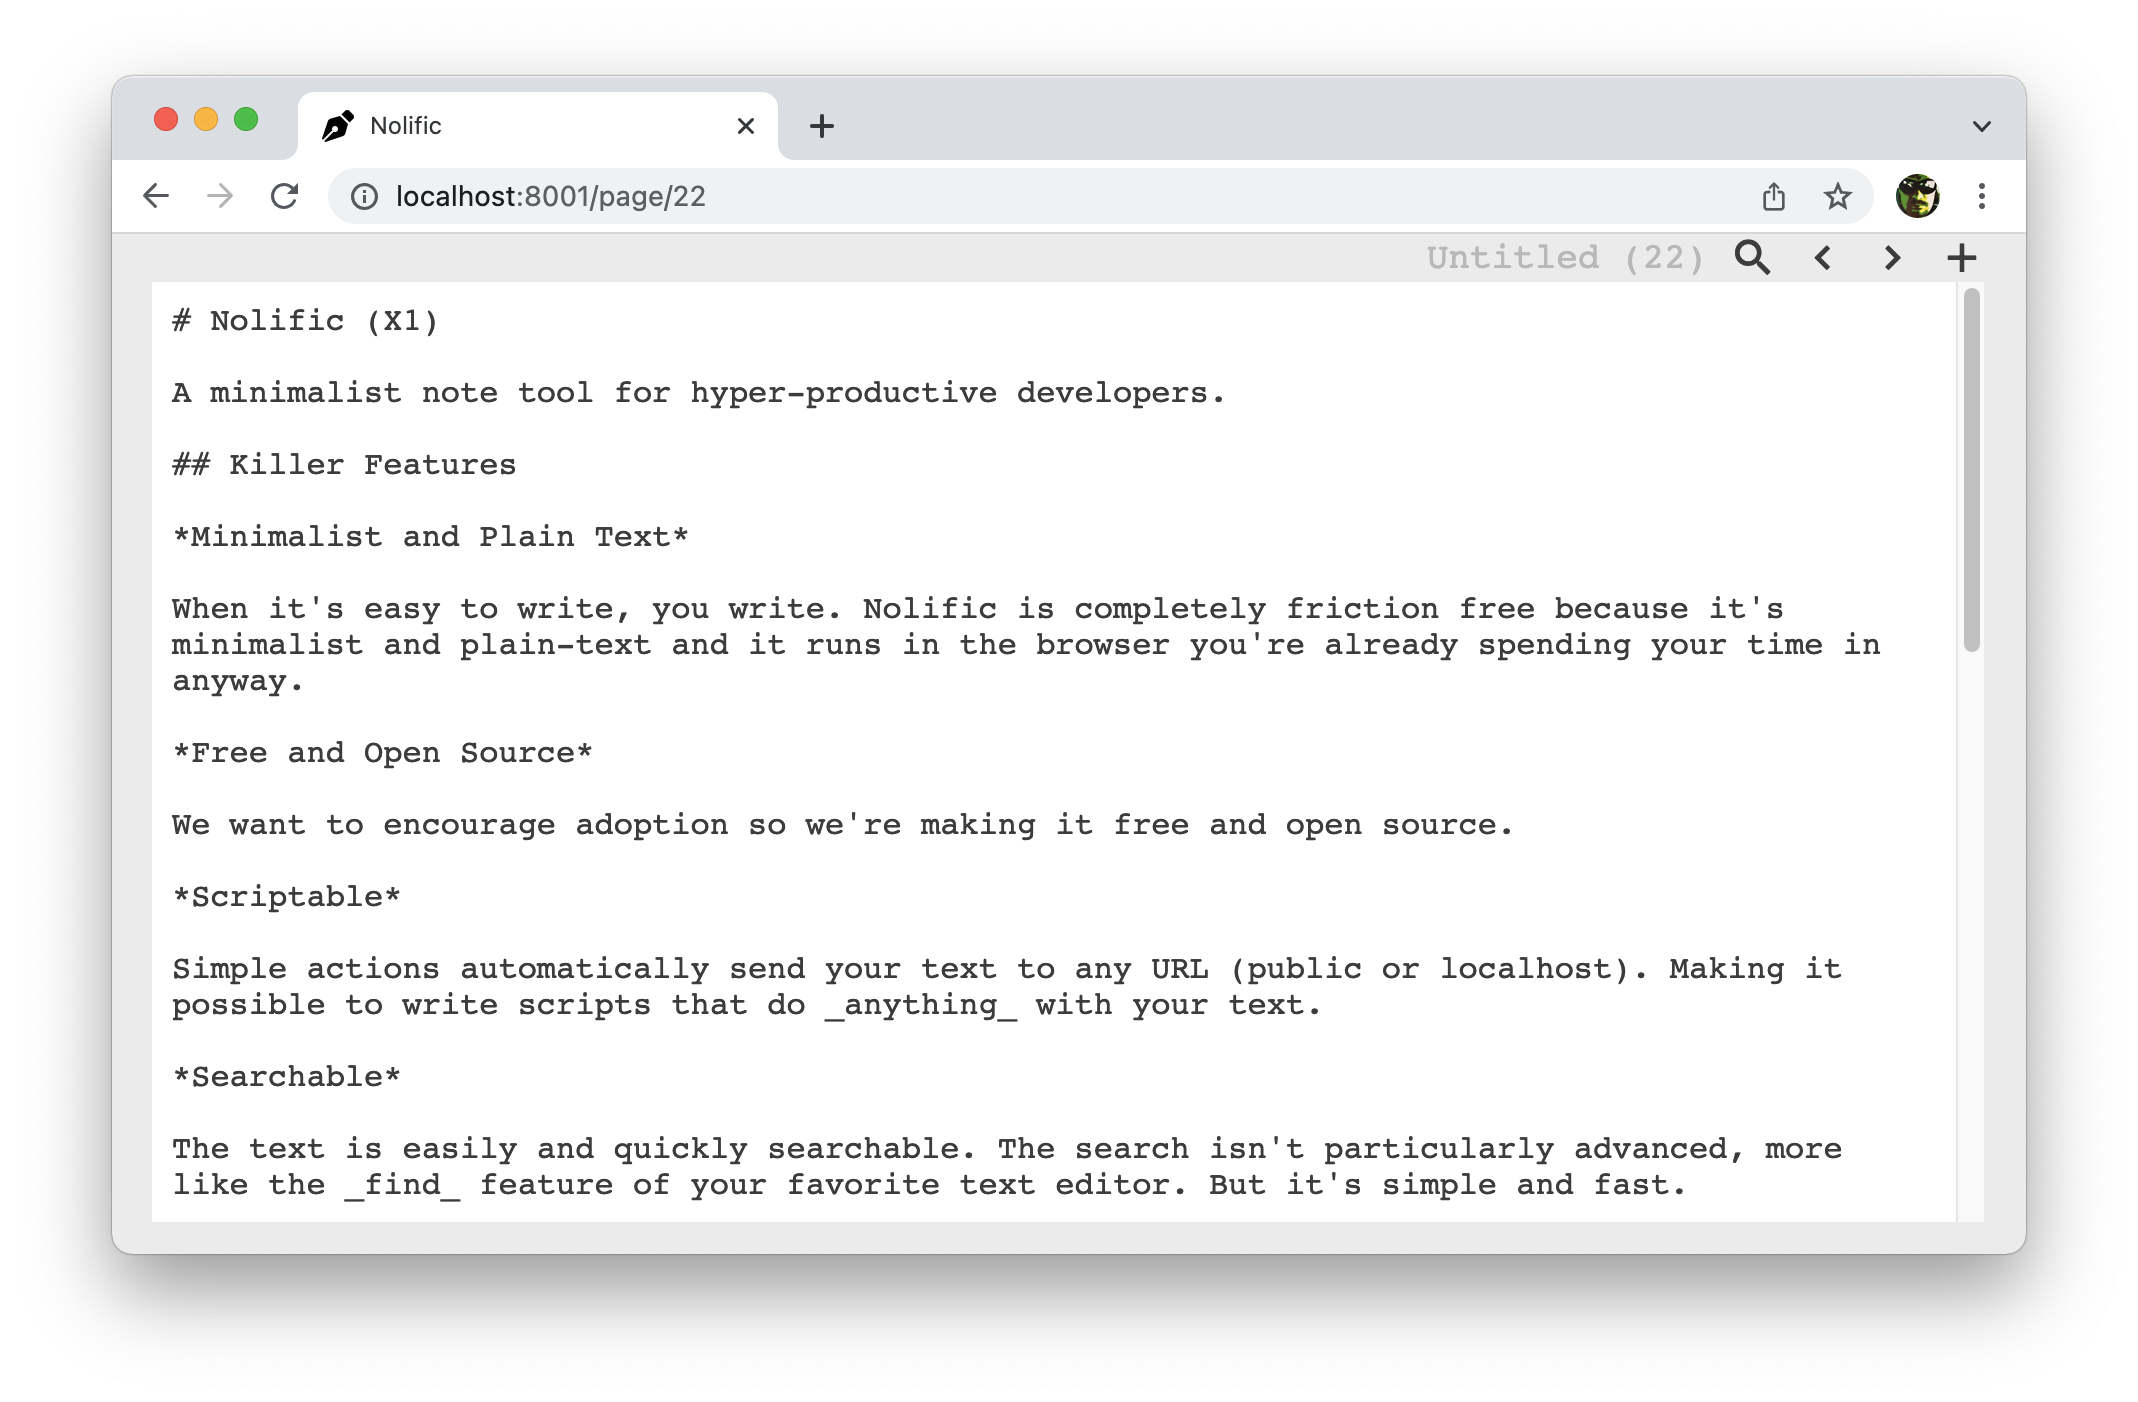 Nolific
localhost:8001/page/22
Untitled (22)
# Nolific (X1)
A minimalist note tool for hyper-productive developers.
## Killer Features
*Minimalist and Plain Text*
When it's easy to write, you write. Nolific is completely friction free because it's
minimalist and plain-text and it runs in the browser you're already spending your time in
anyway.
*Free and Open Source*
We want to encourage adoption so we're making it free and open source.
*Scriptable*
Simple actions automatically send your text to any URL (public or localhost). Making it
possible to write scripts that do _anything_ with your text.
*Searchable*
The text is easily and quickly searchable. The search isn't particularly advanced, more
like the _find_ feature of your favorite text editor. But it's simple and fast.